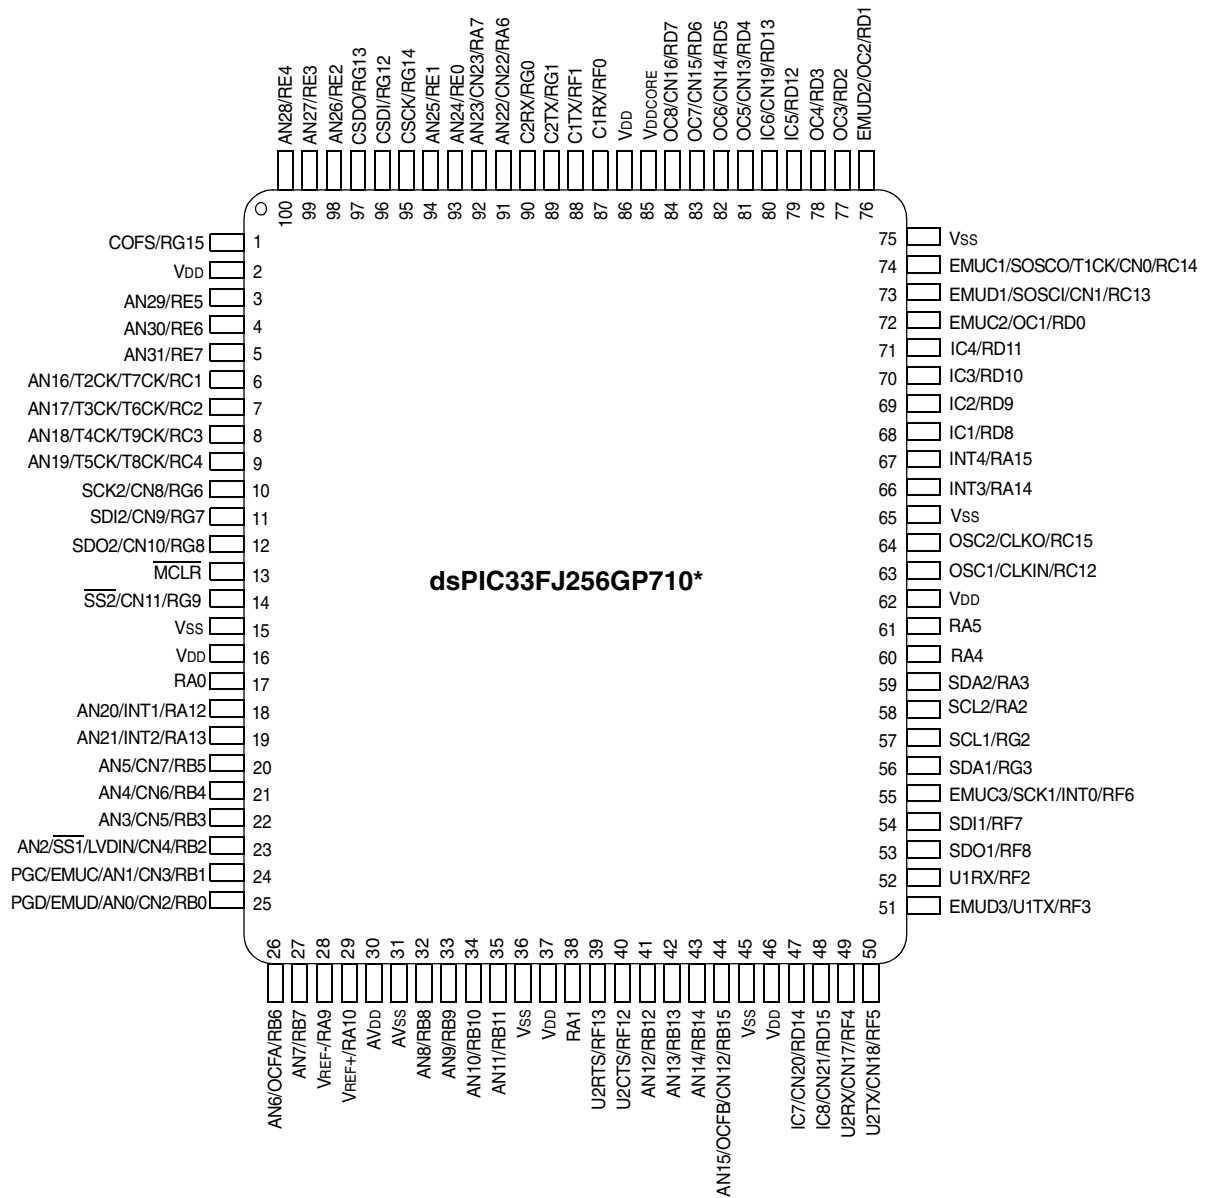 AN28/RE4
AN27/RE3
AN26/RE2
CSDO/RG13
CSDI/RG12
CSCK/RG14
AN25/RE1
AN24/RE0
AN23/CN23/RA7
AN22/CN22/RA6
C2RX/RG0
C2TX/RG1
C1TX/RF1
C1RX/RF0
VDD
VDDCORE
OC8/CN16/RD7
OC7/CN15/RD6
OC6/CN14/RD5
OC5/CN13/RD4
IC6/CN19/RD13
IC5/RD12
OC4/RD3
OC3/RD2
EMUD2/OC2/RD1
100
99
98
97
96
95
94
93
92
91
90
89
88
87
86
85
84
83
82
81
80
79
78
77
76
COFS/RG15 1
VDD 2
AN29/RE5 3
AN30/RE6 4
AN31/RE7 5
AN16/T2CK/T7CK/RC1 6
AN17/T3CK/T6CK/RC2 7
AN18/T4CK/T9CK/RC3 8
AN19/T5CK/T8CK/RC4 9
SCK2/CN8/RG6 10
SDI2/CN9/RG7 11
SDO2/CN10/RG8 12
MCLR 13
SS2/CN11/RG9 14
VSS 15
VDD 16
RA0 17
AN20/INT1/RA12 18
AN21/INT2/RA13 19
AN5/CN7/RB5 20
AN4/CN6/RB4 21
AN3/CN5/RB3 22
AN2/SS1/LVDIN/CN4/RB2 23
PGC/EMUC/AN1/CN3/RB1 24
PGD/EMUD/AN0/CN2/RB0 25
dsPIC33FJ256GP710*
75 VSS
74 EMUC1/SOSCO/T1CK/CN0/RC14
73 EMUD1/SOSCI/CN1/RC13
72 EMUC2/OC1/RD0
71 IC4/RD11
70 IC3/RD10
69 IC2/RD9
68 IC1/RD8
67 INT4/RA15
66 INT3/RA14
65 VSS
64 OSC2/CLKO/RC15
63 OSC1/CLKIN/RC12
62 VDD
61 RA5
60 RA4
59 SDA2/RA3
58 SCL2/RA2
57 SCL1/RG2
56 SDA1/RG3
55 EMUC3/SCK1/INT0/RF6
54 SDI1/RF7
53 SDO1/RF8
52 U1RX/RF2
51 EMUD3/U1TX/RF3
26
27
28
29
30
31
32
33
34
35
36
37
38
39
40
41
42
43
44
45
46
47
48
49
50
AN6/OCFA/RB6
AN7/RB7
VREF-/RA9
VREF+/RA10
AVDD
AVSS
AN8/RB8
AN9/RB9
AN10/RB10
AN11/RB11
VSS
VDD
RA1
U2RTS/RF13
U2CTS/RF12
AN12/RB12
AN13/RB13
AN14/RB14
AN15/OCFB/CN12/RB15
VSS
VDD
IC7/CN20/RD14
IC8/CN21/RD15
U2RX/CN17/RF4
U2TX/CN18/RF5